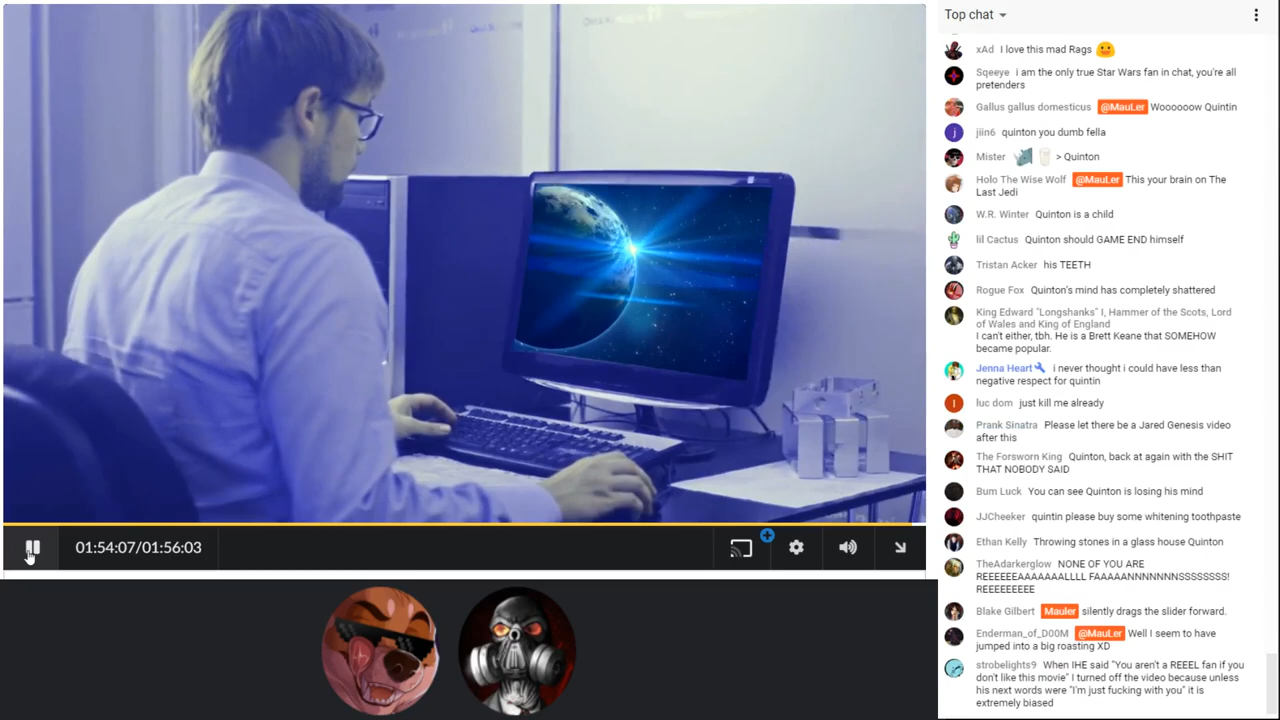 Top chat
xAd I love this mad Rags
Sqeeye i am the only true Star Wars fan in chat, you're all
pretenders
Gallus gallus domesticus @MauLer Woooooow Quintin
j
jiin6 quinton you dumb fella
Mister > Quinton
Holo The Wise Wolf @MauLer This your brain on The
Last Jedi
W.R. Winter Quinton is a child
lil Cactus Quinton should GAME END himself
Tristan Acker his TEETH
Rogue Fox Quinton's mind has completely shattered
King Edward "Longshanks" I, Hammer of the Scots, Lord
of Wales and King of England
I can't either, tbh. He is a Brett Keane that SOMEHOW
became popular.
Jenna Heart i never thought i could have less than
negative respect for quintin
l
luc dom just kill me already
Prank Sinatra Please let there be a Jared Genesis video
after this
The Forsworn King Quinton, back at again with the SHIT
THAT NOBODY SAID
Bum Luck You can see Quinton is losing his mind
JJCheeker quintin please buy some whitening toothpaste
Ethan Kelly Throwing stones in a glass house Quinton
TheAdarkerglow NONE OF YOU ARE
REEEEEEAAAAAAALLLL FAAAAANNNNNNNSSSSSSSS!
REEEEEEEEE
Blake Gilbert Mauler silently drags the slider forward.
Enderman_of_D00M @MauLer Well I seem to have
jumped into a big roasting XD
strobelights9 When IHE said "You aren't a REEEL fan if you
don't like this movie" I turned off the video because unless
his next words were "I'm just fucking with you" it is
extremely biased
01:54:07/01:56:03